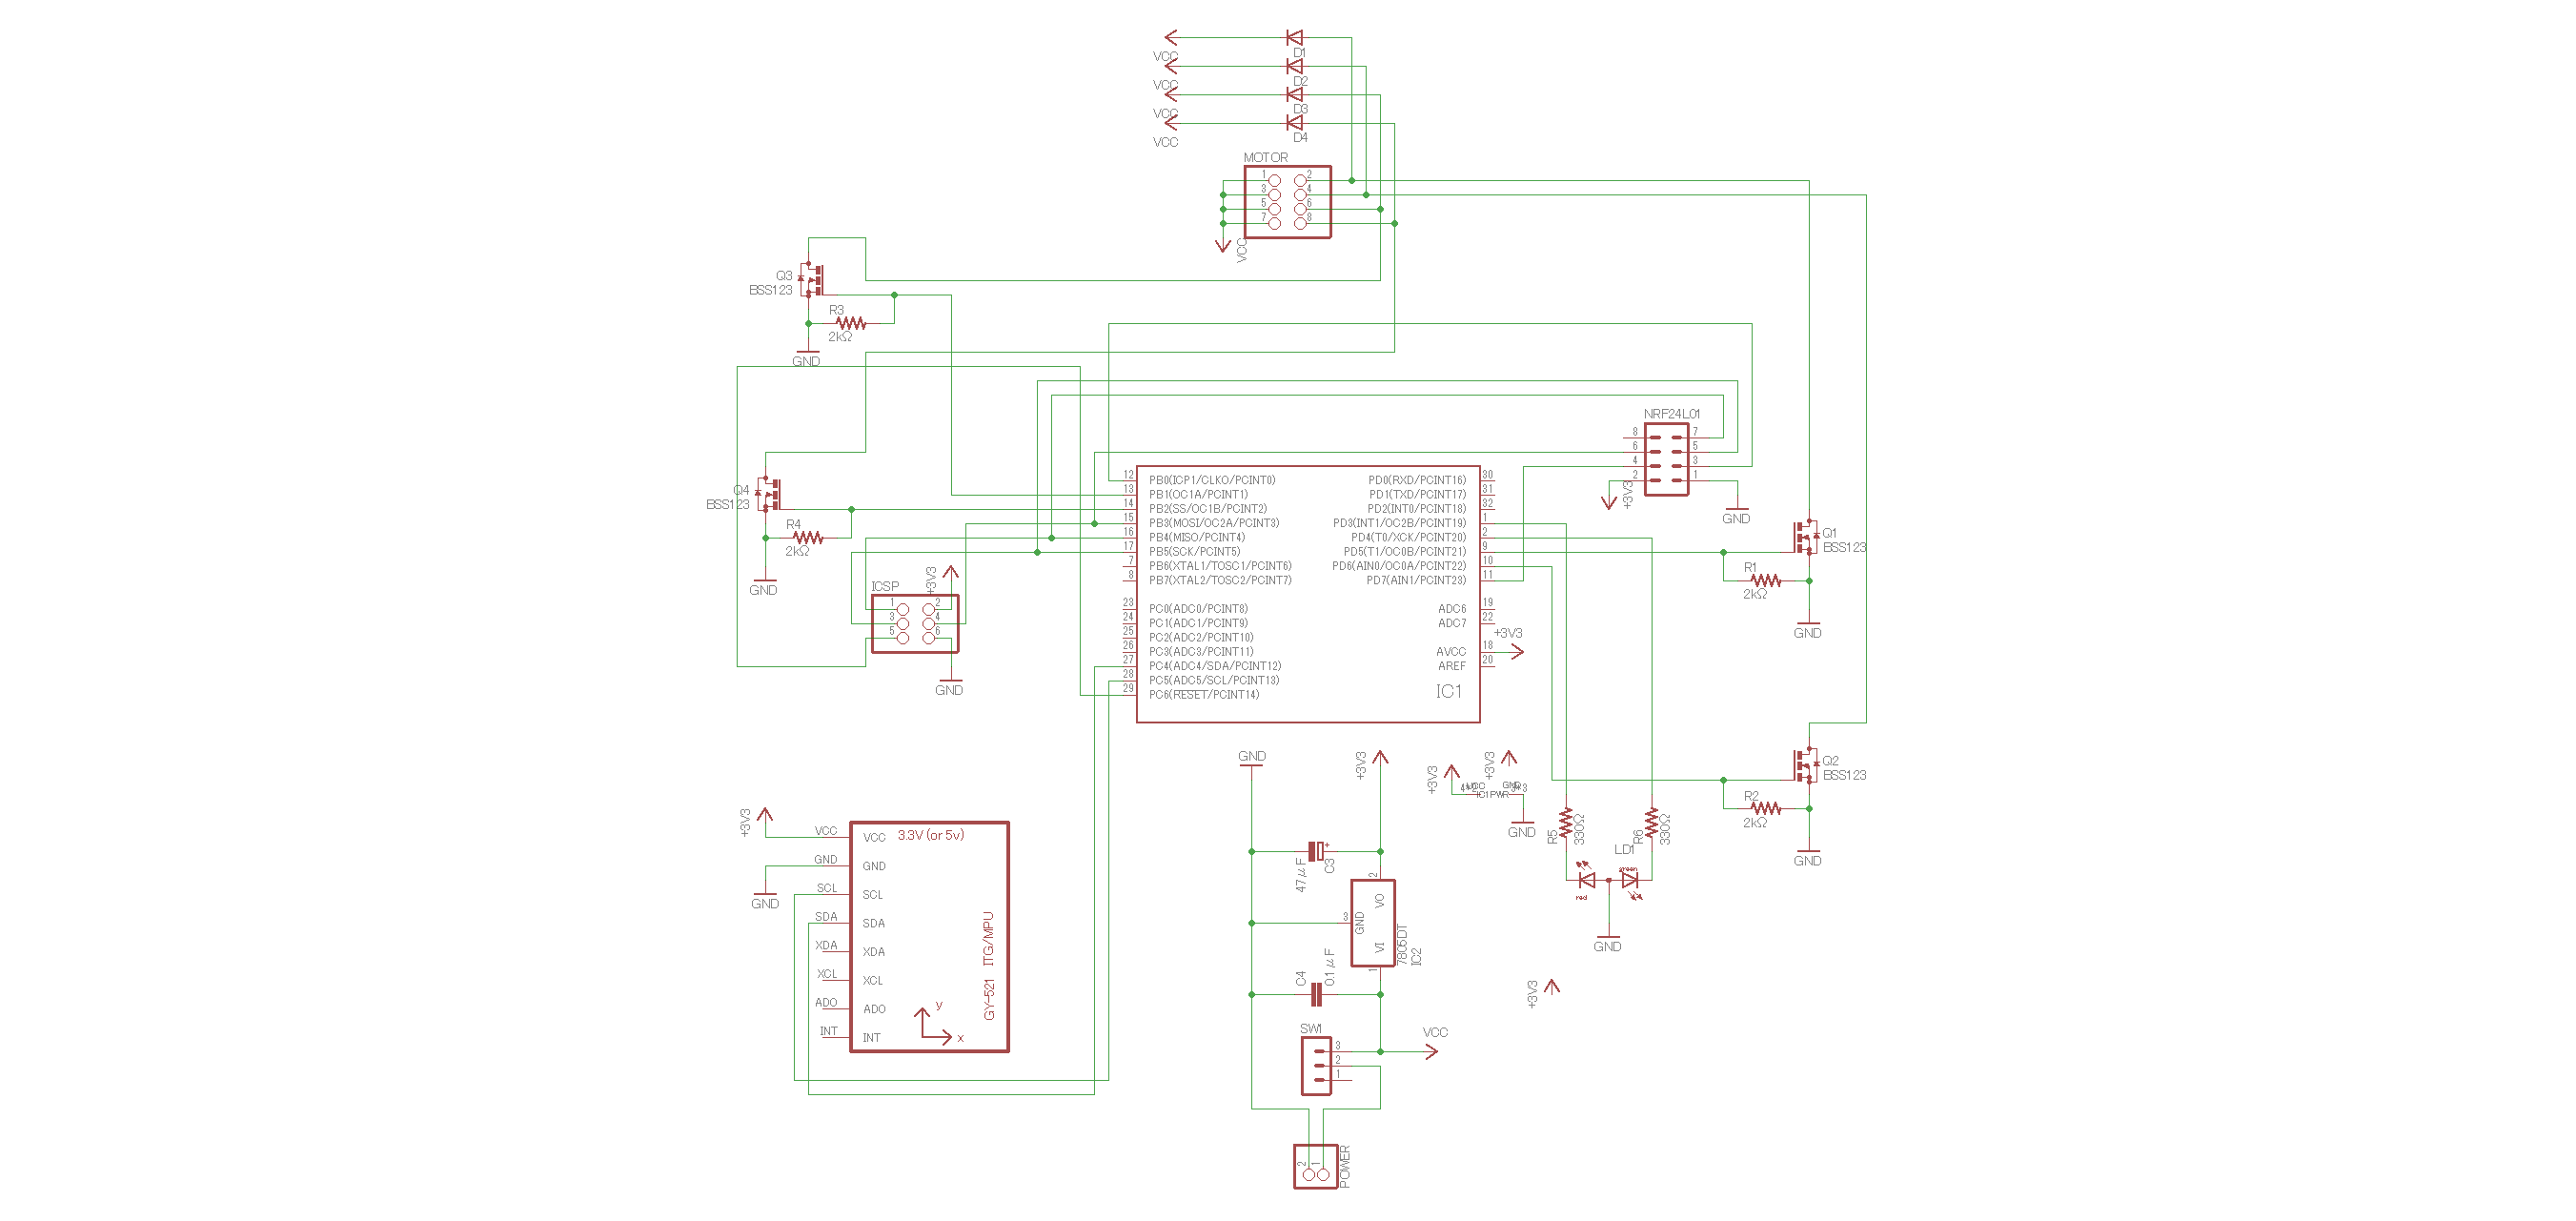 VCC
D1
VCC
D2
VCC
D3
VCC
D4
MOTOR
1 2
3 4
5 6
7 8
VCC
Q3
BSS123
R3
2kΩ
GND
NRF24L01
8 7
6 5
4 3
2 1
+3V3
GND
Q4
BSS123
R4
2kΩ
GND
ICSP
+3V3
1 2
3 4
5 6
GND
12 PB0(ICP1/CLKO/PCINT0)
13 PB1(OC1A/PCINT1)
14 PB2(SS/OC1B/PCINT2)
15 PB3(MOSI/OC2A/PCINT3)
16 PB4(MISO/PCINT4)
17 PB5(SCK/PCINT5)
7 PB6(XTAL1/TOSC1/PCINT6)
8 PB7(XTAL2/TOSC2/PCINT7)
23 PC0(ADC0/PCINT8)
24 PC1(ADC1/PCINT9)
25 PC2(ADC2/PCINT10)
26 PC3(ADC3/PCINT11)
27 PC4(ADC4/SDA/PCINT12)
28 PC5(ADC5/SCL/PCINT13)
29 PC6(RESET/PCINT14)
PD0(RXD/PCINT16) 30
PD1(TXD/PCINT17) 31
PD2(INT0/PCINT18) 32
PD3(INT1/OC2B/PCINT19) 1
PD4(T0/XCK/PCINT20) 2
PD5(T1/OC0B/PCINT21) 9
PD6(AIN0/OC0A/PCINT22) 10
PD7(AIN1/PCINT23) 11
ADC6 19
ADC7 22
+3V3
AVCC 18
AREF 20
IC1
Q1
BSS123
R1
2kΩ
GND
Q2
BSS123
R2
2kΩ
GND
GND
+3V3
+3V3
+3V3
VCC GND
IC1PWR
GND
R5
330Ω
R6
330Ω
LD1
red
green
GND
+3V3
+3V3
VCC VCC 3.3V (or 5v)
GND GND
SCL SCL
SDA SDA
XDA XDA
XCL XCL
ADO ADO
INT INT
GY-521 ITG/MPU
y
x
GND
47μF
C3
2
VO
3
GND
VI
1
7805DT
IC2
C4
0.1μF
SW1
3
2
1
VCC
2 1
POWER